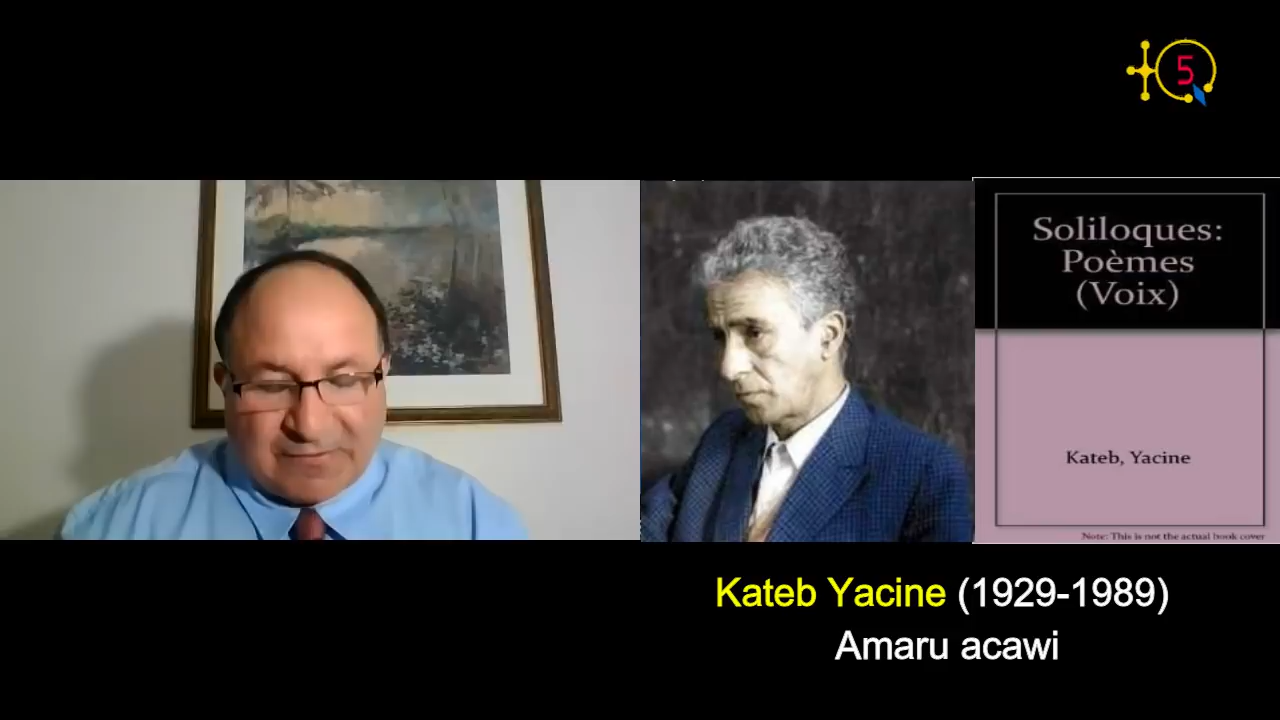 5
Soliloques:
Poèmes
(Voix)
Kateb, Yacine
Note: This is not the actual book cover
Kateb Yacine (1929-1989)
Amaru acawi